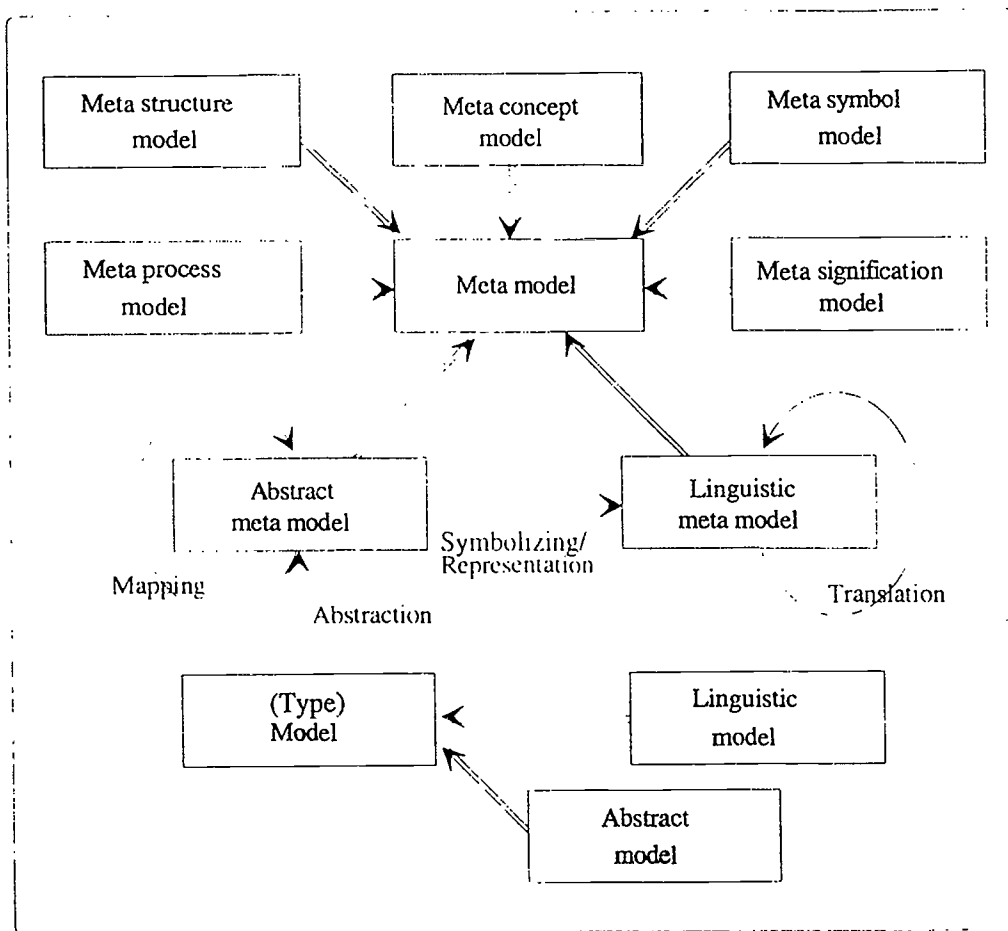 Meta structure
model
Meta concept
model
Meta symbol
model
Meta process
model
Meta model
Meta signification
model
Abstract
meta model
Linguistic
meta model
Symbolizing/
Representation
Mapping
Abstraction
Translation
(Type)
Model
Linguistic
model
Abstract
model